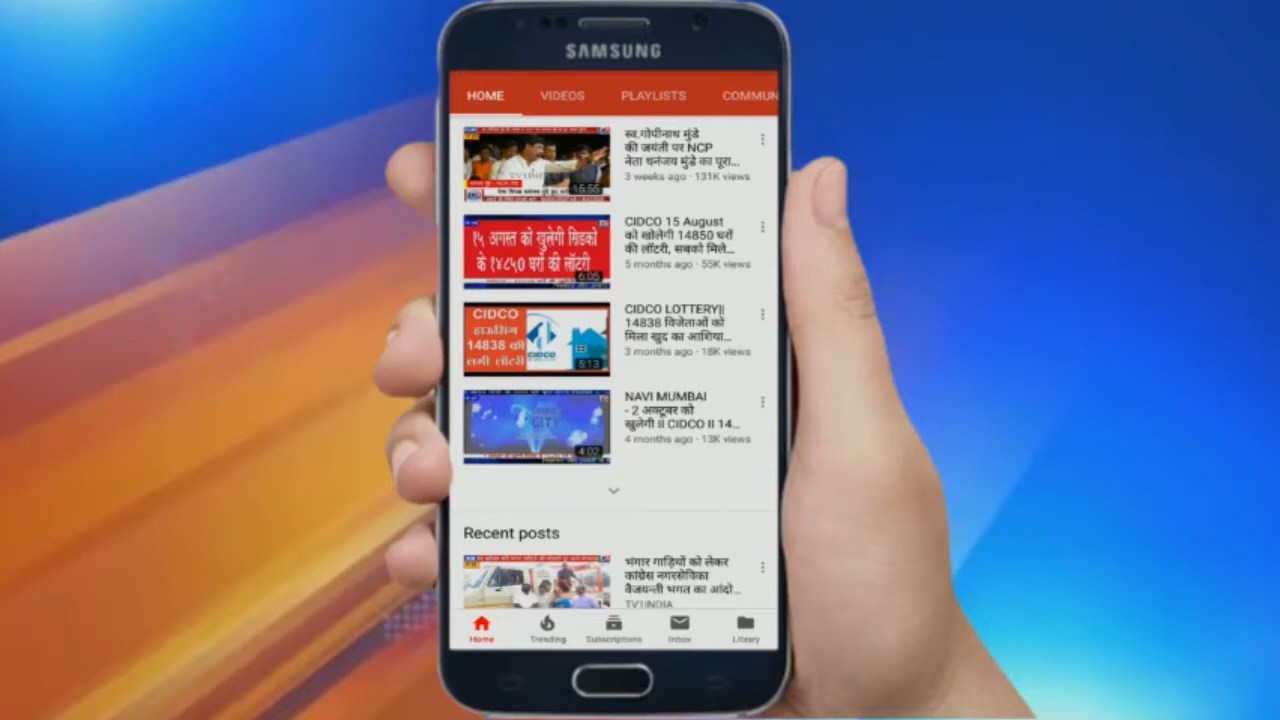 SAMSUNG
HOME VIDEOS PLAYLISTS COMMUN
स्व.गोपीनाथ मुंडे
की जयंती पर NCP
नेता धनंजय मुंडे का पूरा...
3 weeks ago · 131K views
15:55
CIDCO 15 August
को खोलेगी 14850 घरों
की लॉटरी, सबको मिले...
5 months ago · 55K views
१५ अगस्त को खुलेगी सिडको
के १४८५० घरों की लॉटरी
6:05
CIDCO LOTTERY||
14838 विजेताओं को
मिला खुद का आशिया...
3 months ago · 18K views
CIDCO
हाऊसिंग
14838 की
लगी लॉटरी
CIDCO
5:13
NAVI MUMBAI
- 2 अक्टूबर को
खुलेगी II CIDCO II 14...
4 months ago · 13K views
CITY
4:02
Recent posts
भंगार गाड़ियों को लेकर
कांग्रेस नगरसेविका
वैजयन्ती भगत का आंदो...
TV1INDIA
Home Trending Subscriptions Inbox Library